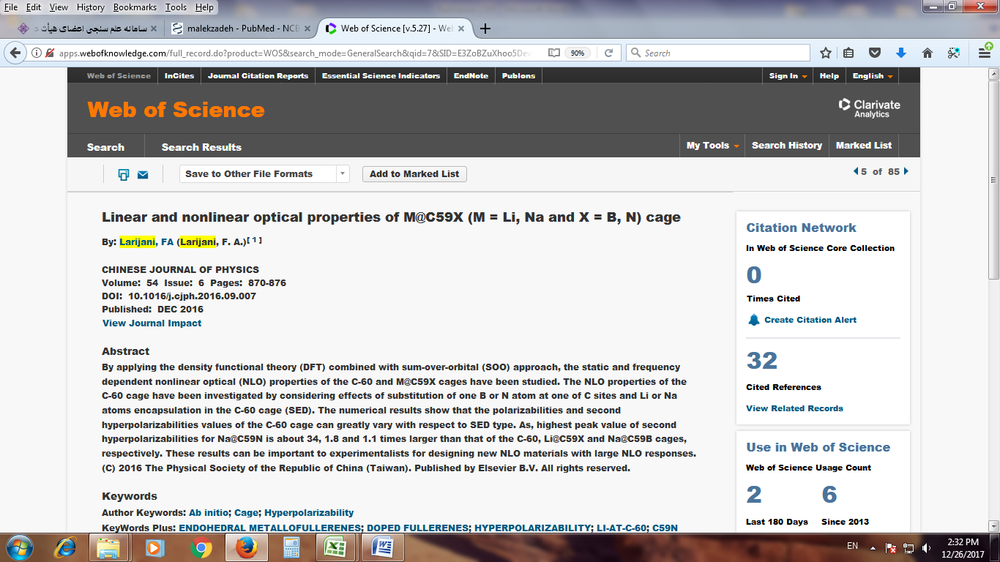 File Edit View History Bookmarks Tools Help
سامانه علم سنجی اعضای هیأت
malekzadeh - PubMed - NCB
Web of Science [v.5.27] - Web
apps.webofknowledge.com/full_record.do?product=WOS&search_mode=GeneralSearch&qid=7&SID=E3ZoBZuXhoo5Dev
90%
Search
Web of Science InCites Journal Citation Reports Essential Science Indicators EndNote Publons Sign In Help English
Web of Science
Clarivate
Analytics
Search Search Results My Tools Search History Marked List
Save to Other File Formats Add to Marked List 5 of 85
Linear and nonlinear optical properties of M@C59X (M = Li, Na and X = B, N) cage
By: Larijani, FA (Larijani, F. A.)[ 1 ]
CHINESE JOURNAL OF PHYSICS
Volume: 54 Issue: 6 Pages: 870-876
DOI: 10.1016/j.cjph.2016.09.007
Published: DEC 2016
View Journal Impact
Abstract
By applying the density functional theory (DFT) combined with sum-over-orbital (SOO) approach, the static and frequency
dependent nonlinear optical (NLO) properties of the C-60 and M@C59X cages have been studied. The NLO properties of the
C-60 cage have been investigated by considering effects of substitution of one B or N atom at one of C sites and Li or Na
atoms encapsulation in the C-60 cage (SED). The numerical results show that the polarizabilities and second
hyperpolarizabilities values of the C-60 cage can greatly vary with respect to SED type. As, highest peak value of second
hyperpolarizabilities for Na@C59N is about 34, 1.8 and 1.1 times larger than that of the C-60, Li@C59X and Na@C59B cages,
respectively. These results can be important to experimentalists for designing new NLO materials with large NLO responses.
(C) 2016 The Physical Society of the Republic of China (Taiwan). Published by Elsevier B.V. All rights reserved.
Keywords
Author Keywords: Ab initio; Cage; Hyperpolarizability
KeyWords Plus: ENDOHEDRAL METALLOFULLERENES; DOPED FULLERENES; HYPERPOLARIZABILITY; LI-AT-C-60; C59N
Citation Network
In Web of Science Core Collection
0
Times Cited
Create Citation Alert
32
Cited References
View Related Records
Use in Web of Science
Web of Science Usage Count
2 6
Last 180 Days Since 2013
EN
2:32 PM
12/26/2017